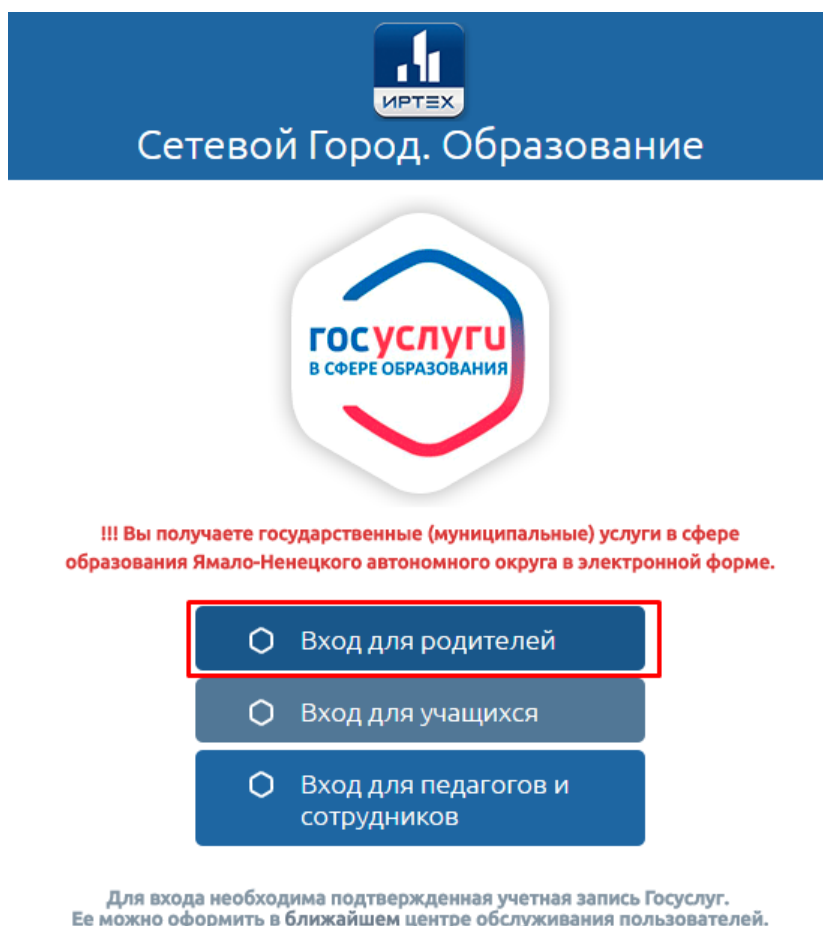 ИРТЕХ
Сетевой Город. Образование
госуслуги
В СФЕРЕ ОБРАЗОВАНИЯ
!!! Вы получаете государственные (муниципальные) услуги в сфере
образования Ямало-Ненецкого автономного округа в электронной форме.
Вход для родителей
Вход для учащихся
Вход для педагогов и
сотрудников
Для входа необходима подтвержденная учетная запись Госуслуг.
Ее можно оформить в ближайшем центре обслуживания пользователей.